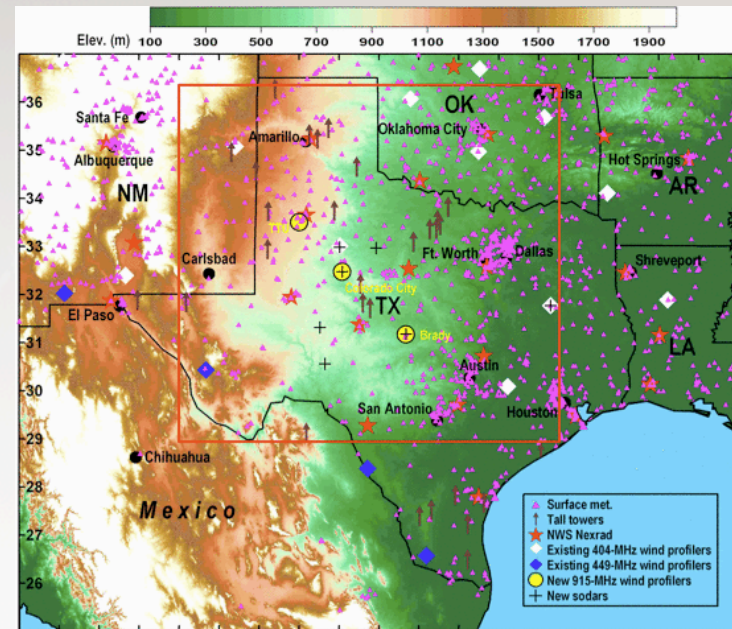 Elev. (m)
100 300 500 700 900 1100 1300 1500 1700 1900
36
35
34
33
32
31
30
29
28
27
26
Santa Fe
Albuquerque
NM
Amarillo
OK
Tulsa
Oklahoma City
Hot Springs
AR
Carlsbad
Ft. Worth
Dallas
Shreveport
Colorado City
TX
El Paso
Brady
LA
Austin
San Antonio
Houston
Chihuahua
Mexico
Surface met.
Tall towers
NWS Nexrad
Existing 404-MHz wind profilers
Existing 449-MHz wind profilers
New 915-MHz wind profilers
New sodars